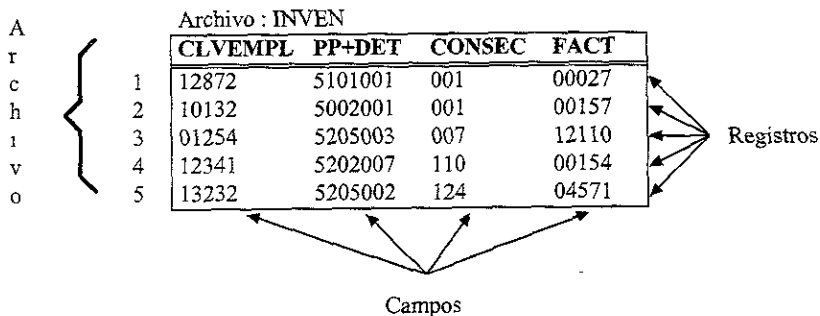 Archivo
Archivo : INVEN
CLVEMPL PP+DET CONSEC FACT
1 12872 5101001 001 00027
2 10132 5002001 001 00157
3 01254 5205003 007 12110
4 12341 5202007 110 00154
5 13232 5205002 124 04571
Registros
Campos